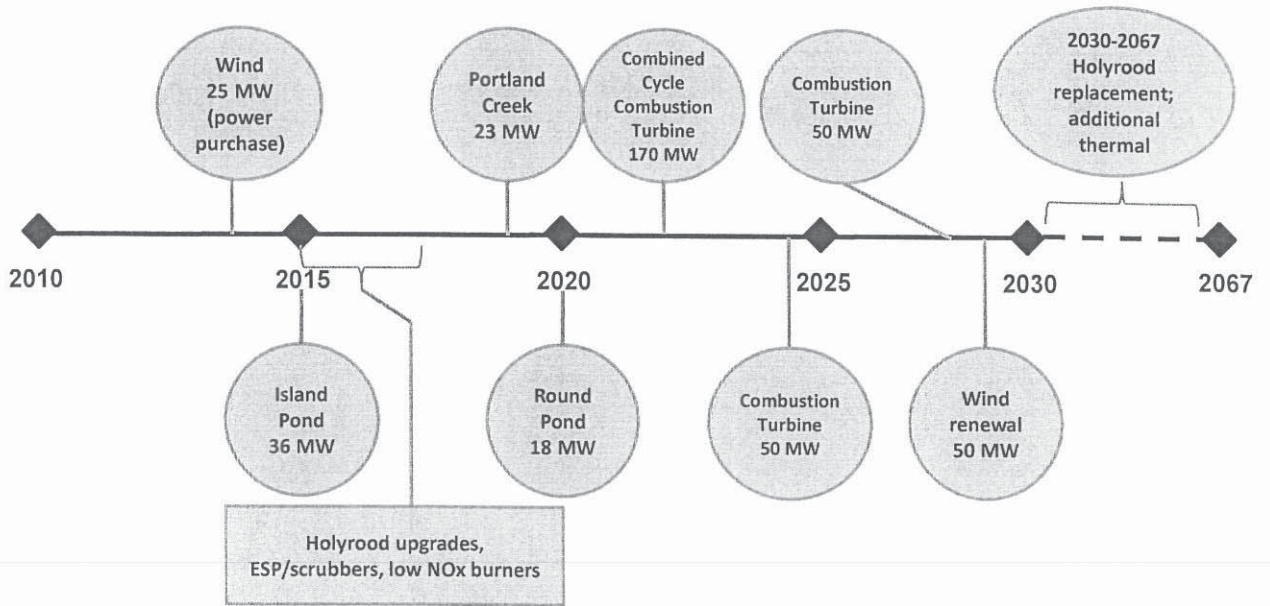 Wind
25 MW
(power
purchase)
Portland
Creek
23 MW
Combined
Cycle
Combustion
Turbine
170 MW
Combustion
Turbine
50 MW
2030-2067
Holyrood
replacement;
additional
thermal
2010
2015
2020
2025
2030
2067
Island
Pond
36 MW
Round
Pond
18 MW
Combustion
Turbine
50 MW
Wind
renewal
50 MW
Holyrood upgrades,
ESP/scrubbers, low NOx burners